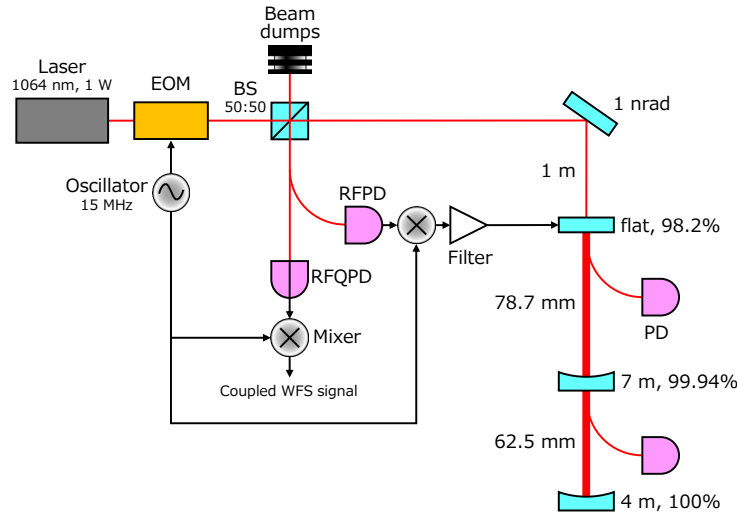 Beam
dumps
Laser
1064 nm, 1 W
EOM
BS
50:50
1 nrad
Oscillator
15 MHz
1 m
RFPD
flat, 98.2%
Filter
RFQPD
78.7 mm
PD
Mixer
7 m, 99.94%
Coupled WFS signal
62.5 mm
4 m, 100%